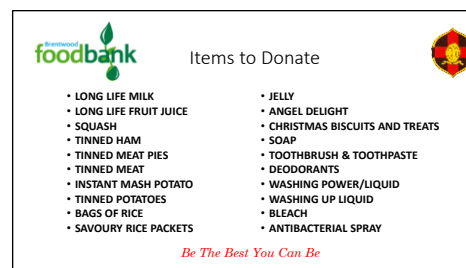 Brentwood
foodbank
Items to Donate
• LONG LIFE MILK
• LONG LIFE FRUIT JUICE
• SQUASH
• TINNED HAM
• TINNED MEAT PIES
• TINNED MEAT
• INSTANT MASH POTATO
• TINNED POTATOES
• BAGS OF RICE
• SAVOURY RICE PACKETS
• JELLY
• ANGEL DELIGHT
• CHRISTMAS BISCUITS AND TREATS
• SOAP
• TOOTHBRUSH & TOOTHPASTE
• DEODORANTS
• WASHING POWER/LIQUID
• WASHING UP LIQUID
• BLEACH
• ANTIBACTERIAL SPRAY
Be The Best You Can Be